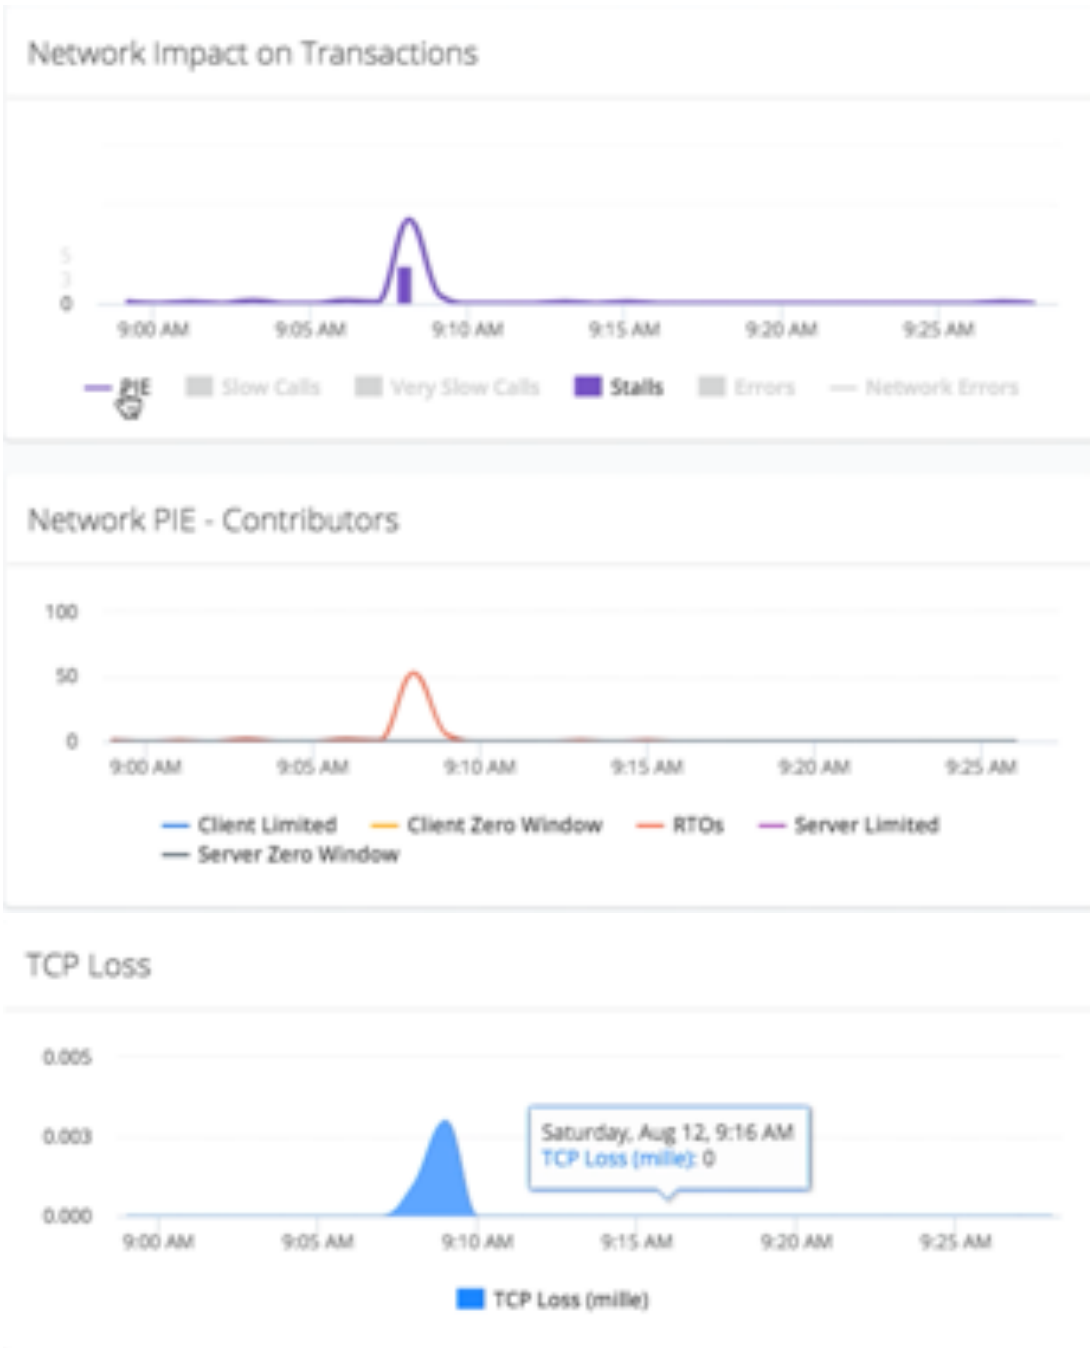 Network Impact on Transactions
5
3
0
9:00 AM 9:05 AM 9:10 AM 9:15 AM 9:20 AM 9:25 AM
PIE Slow Calls Very Slow Calls Stalls Errors Network Errors
Network PIE - Contributors
100
50
0
9:00 AM 9:05 AM 9:10 AM 9:15 AM 9:20 AM 9:25 AM
Client Limited Client Zero Window RTOs Server Limited
Server Zero Window
TCP Loss
0.005
0.003
Saturday, Aug 12, 9:16 AM
TCP Loss (mille): 0
0.000
9:00 AM 9:05 AM 9:10 AM 9:15 AM 9:20 AM 9:25 AM
TCP Loss (mille)